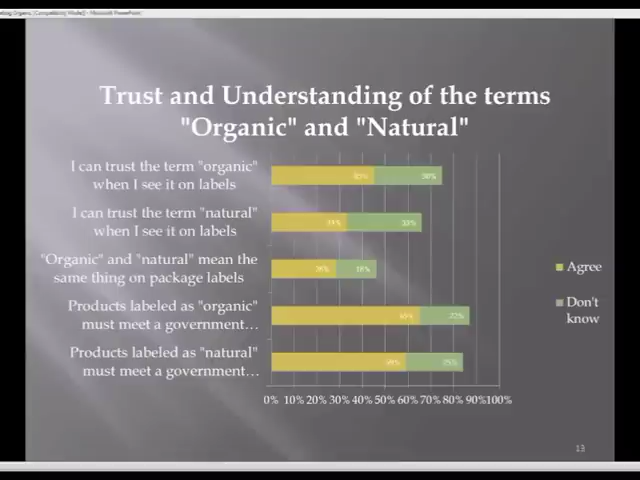 Trust and Understanding of the terms
"Organic" and "Natural"
I can trust the term "organic"
when I see it on labels
I can trust the term "natural"
when I see it on labels
"Organic" and "natural" mean the
same thing on package labels
Products labeled as "organic"
must meet a government…
Products labeled as "natural"
must meet a government…
0% 10% 20% 30% 40% 50% 60% 70% 80% 90%100%
Agree
Don't
know
13